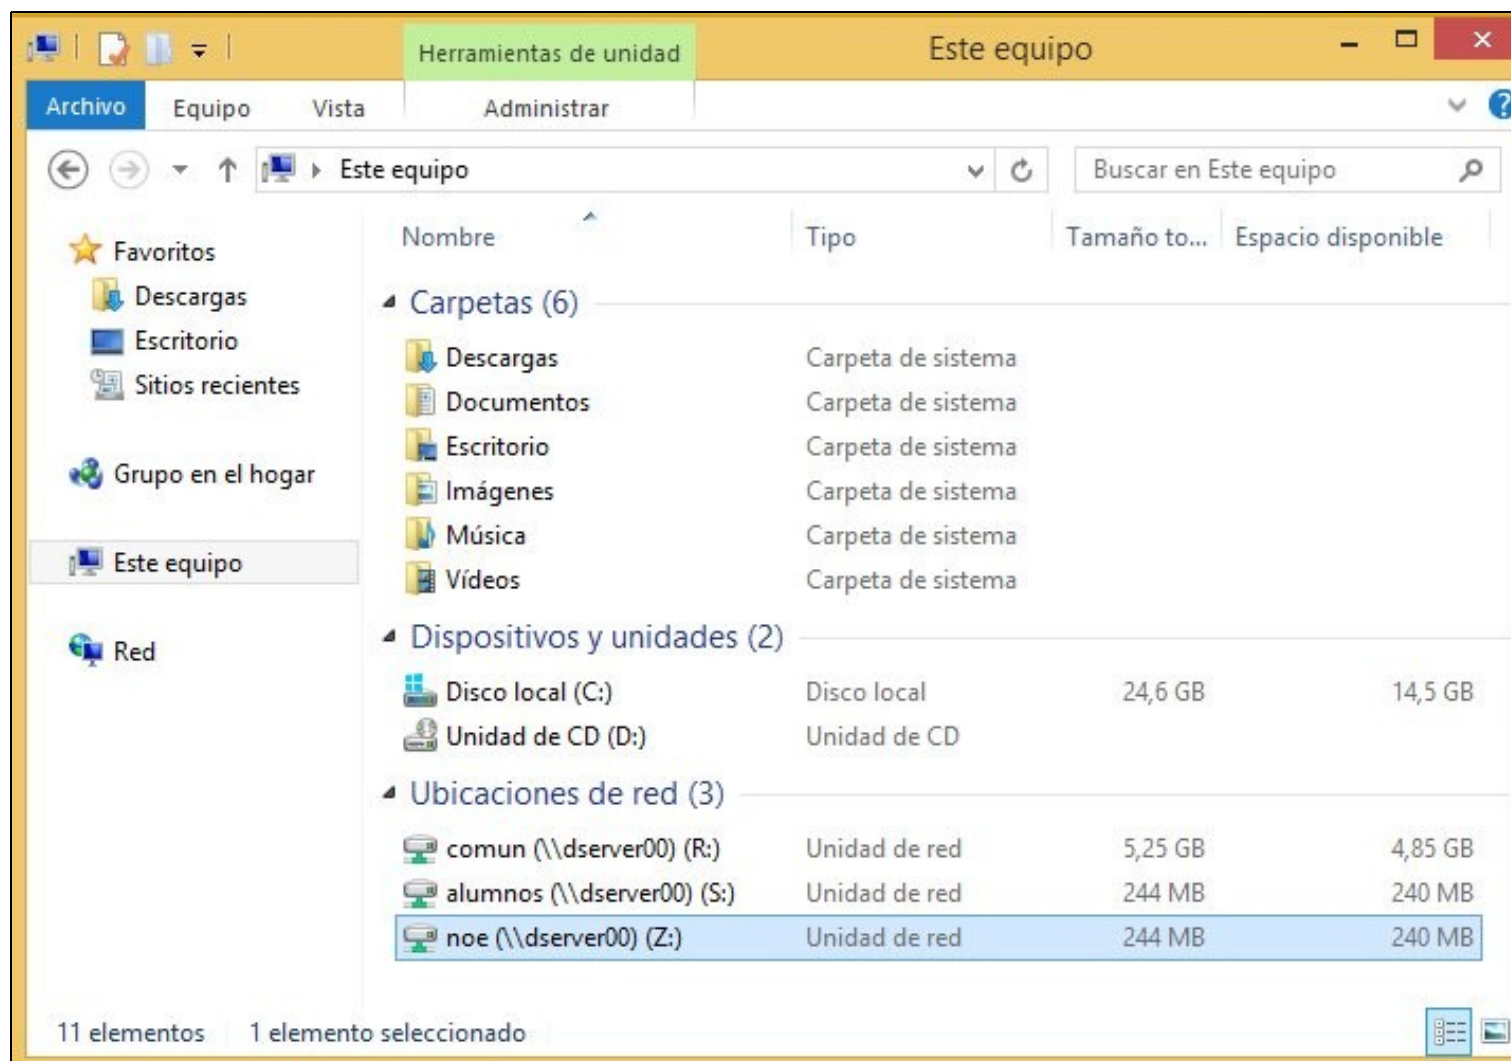 Herramientas de unidad
Este equipo
Archivo Equipo Vista Administrar
Este equipo
Buscar en Este equipo
Nombre Tipo Tamaño to... Espacio disponible
Favoritos
Descargas
Escritorio
Sitios recientes
Grupo en el hogar
Este equipo
Red
Carpetas (6)
Descargas Carpeta de sistema
Documentos Carpeta de sistema
Escritorio Carpeta de sistema
Imágenes Carpeta de sistema
Música Carpeta de sistema
Vídeos Carpeta de sistema
Dispositivos y unidades (2)
Disco local (C:) Disco local 24,6 GB 14,5 GB
Unidad de CD (D:) Unidad de CD
Ubicaciones de red (3)
comun (\\dserver00) (R:) Unidad de red 5,25 GB 4,85 GB
alumnos (\\dserver00) (S:) Unidad de red 244 MB 240 MB
noe (\\dserver00) (Z:) Unidad de red 244 MB 240 MB
11 elementos 1 elemento seleccionado